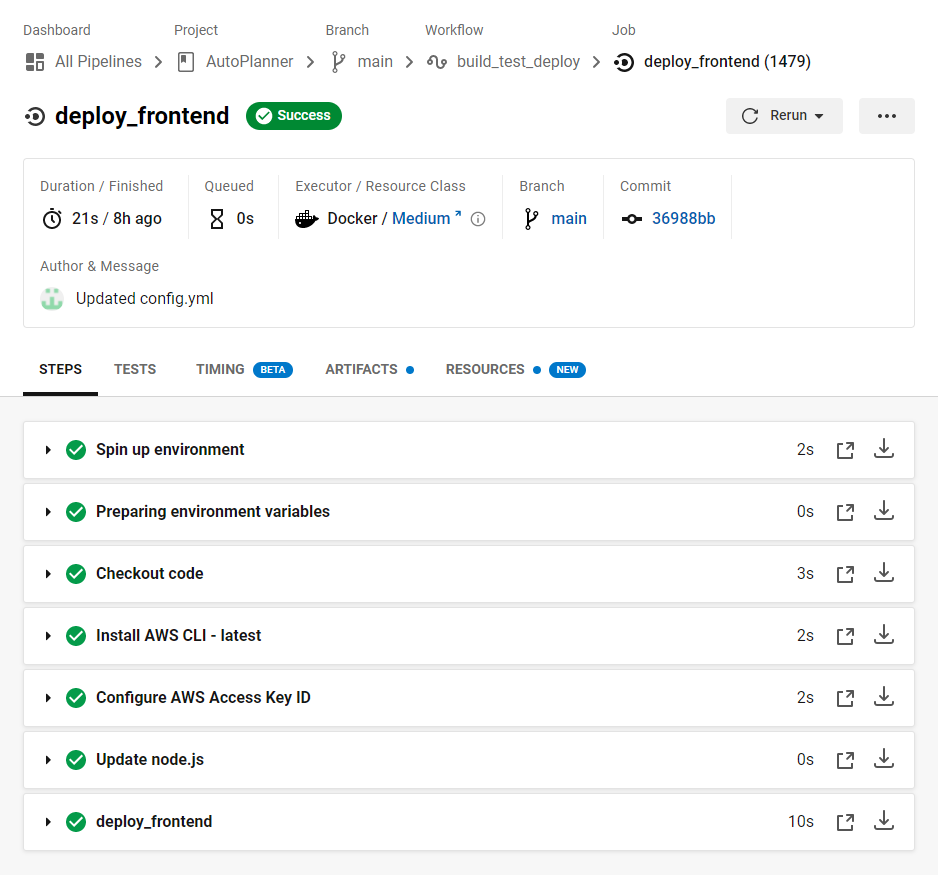 Dashboard Project Branch Workflow Job
All Pipelines AutoPlanner main build_test_deploy deploy_frontend (1479)
deploy_frontend Success Rerun
Duration / Finished Queued Executor / Resource Class Branch Commit
21s / 8h ago 0s Docker / Medium main 36988bb
Author & Message
Updated config.yml
STEPS TESTS TIMING BETA ARTIFACTS RESOURCES NEW
Spin up environment 2s
Preparing environment variables 0s
Checkout code 3s
Install AWS CLI - latest 2s
Configure AWS Access Key ID 2s
Update node.js 0s
deploy_frontend 10s